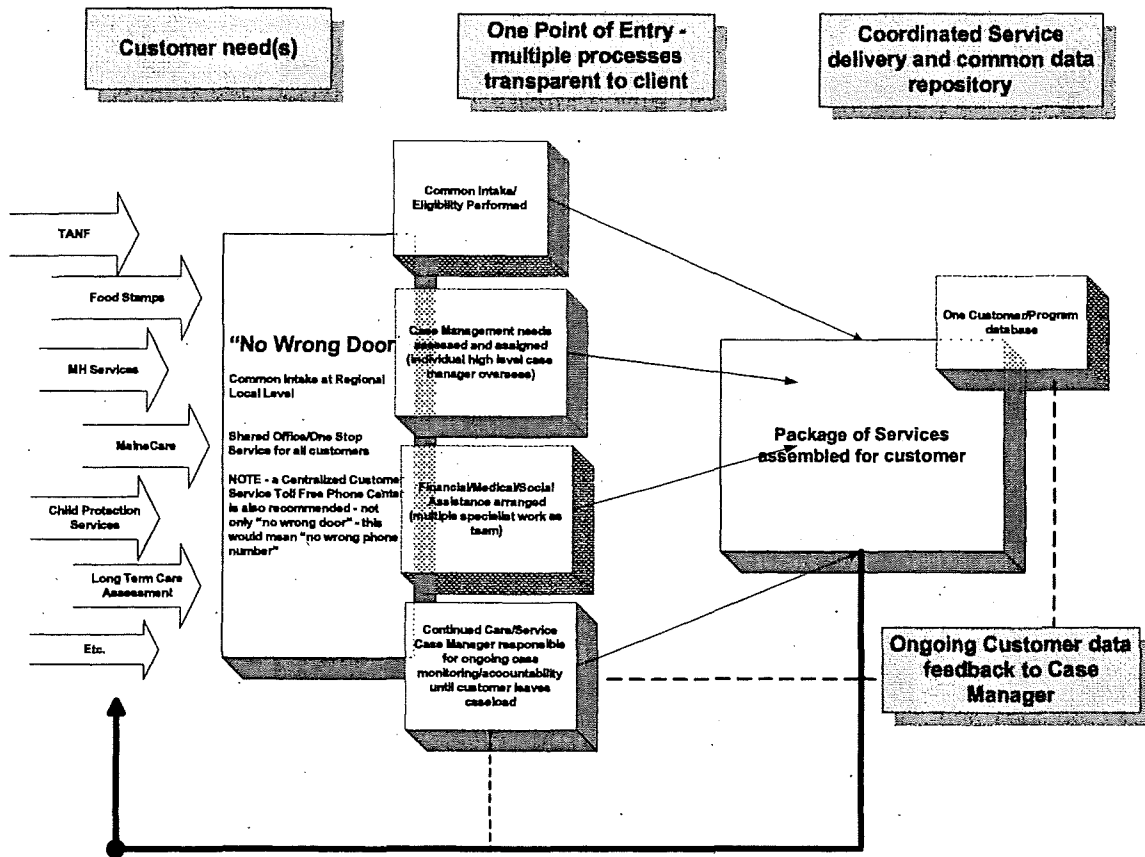 Customer need(s)
One Point of Entry -
multiple processes
transparent to client
Coordinated Service
delivery and common data
repository
TANF
Food Stamps
MH Services
MaineCare
Child Protection
Services
Long Term Care
Assessment
Etc.
"No Wrong Door
Common Intake at Regional
Local Level
Shared Office/One Stop
Service for all customers
NOTE - a Centralized Customer
Service Toll Free Phone Center
is also recommended - not
only "no wrong door" - this
would mean "no wrong phone
number"
Common Intake/
Eligibility Performed
Case Management needs
assessed and assigned
(individual high level case
manager oversees)
Financial/Medical/Social
Assistance arranged
(multiple specialist work as
team)
Continued Care/Service
Case Manager responsible
for ongoing case
monitoring/accountability
until customer leaves
caseload
One Customer/Program
database
Package of Services
assembled for customer
Ongoing Customer data
feedback to Case
Manager